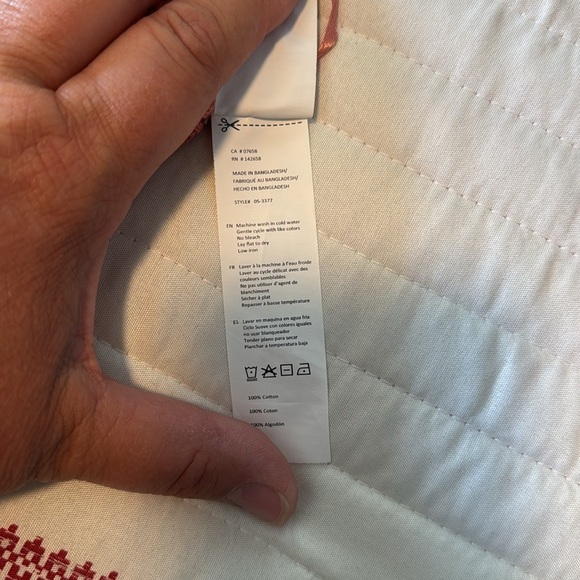 CA # 07658
RN # 142658
MADE IN BANGLADESH/
FABRIQUÉ AU BANGLADESH/
HECHO EN BANGLADESH
STYLE# 05-3377
EN Machine wash in cold water
Gentle cycle with like colors
No bleach
Lay flat to dry
Low iron
FR Laver à la machine à l'eau froide
Laver au cycle délicat avec des
couleurs semblables
Ne pas utiliser d'agent de
blanchiment
Sécher à plat
Repasser à basse température
ES Lavar en maquina en agua fria
Ciclo Suave con colores iguales
no usar blanqueador
Tender plano para secar
Planchar a temperatura baja
100% Cotton
100% Coton
100% Algodón